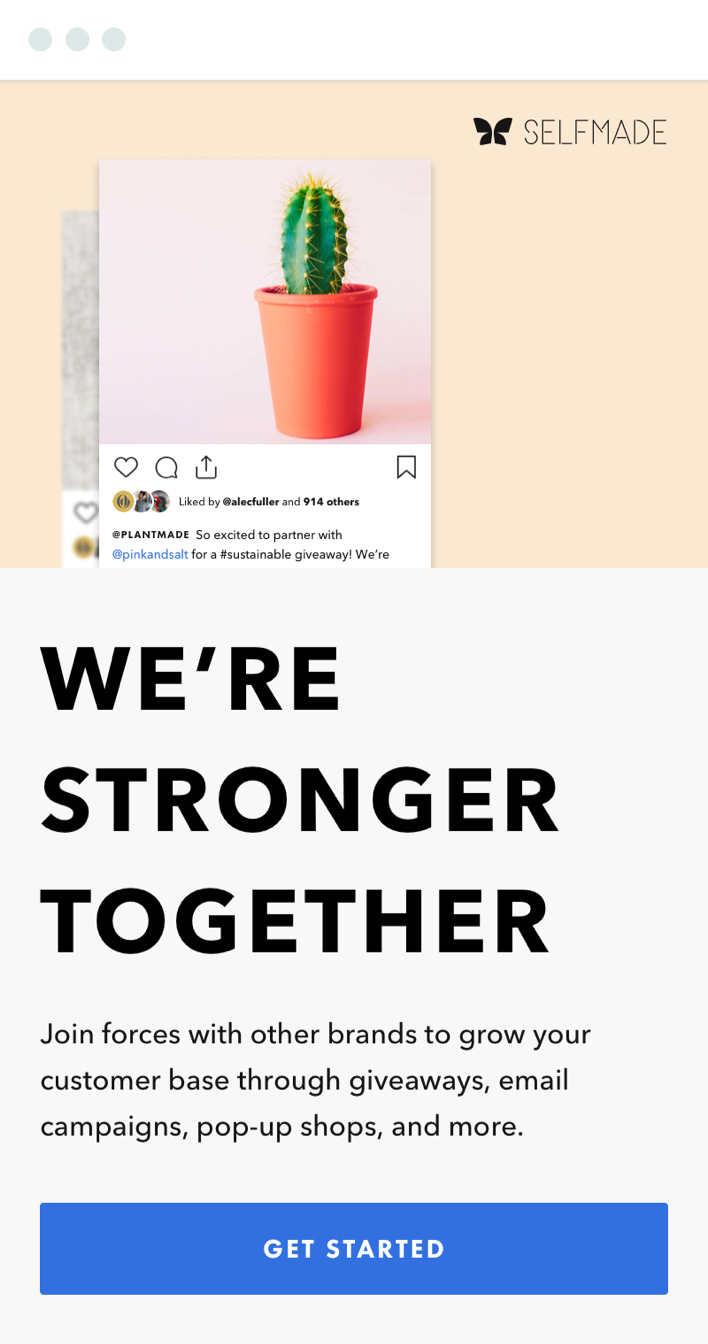 SELFMADE
Liked by @alecfuller and 914 others
@PLANTMADE So excited to partner with
@pinkandsalt for a #sustainable giveaway! We’re
WE’RE
STRONGER
TOGETHER
Join forces with other brands to grow your
customer base through giveaways, email
campaigns, pop-up shops, and more.
GET STARTED